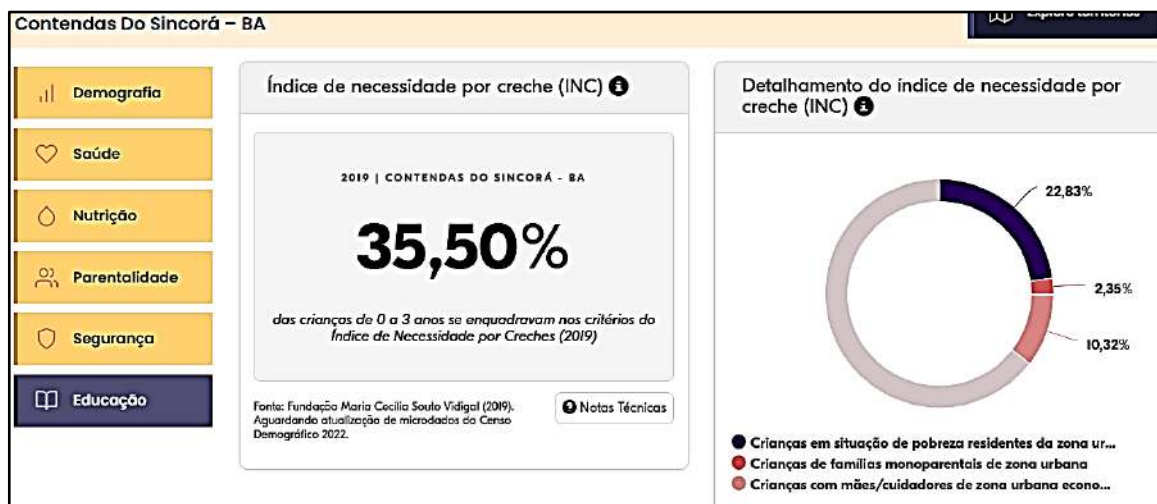 Contendas Do Sincorá – BA
Explore territórios
Demografia
Saúde
Nutrição
Parentalidade
Segurança
Educação
Índice de necessidade por creche (INC)
2019 | CONTENDAS DO SINCORÁ - BA
35,50%
das crianças de 0 a 3 anos se enquadravam nos critérios do
Índice de Necessidade por Creches (2019)
Fonte: Fundação Maria Cecilia Souto Vidigal (2019).
Aguardando atualização de microdados do Censo
Demográfico 2022.
Notas Técnicas
Detalhamento do índice de necessidade por
creche (INC)
22,83%
2,35%
10,32%
Crianças em situação de pobreza residentes da zona ur...
Crianças de famílias monoparentais de zona urbana
Crianças com mães/cuidadores de zona urbana econo...